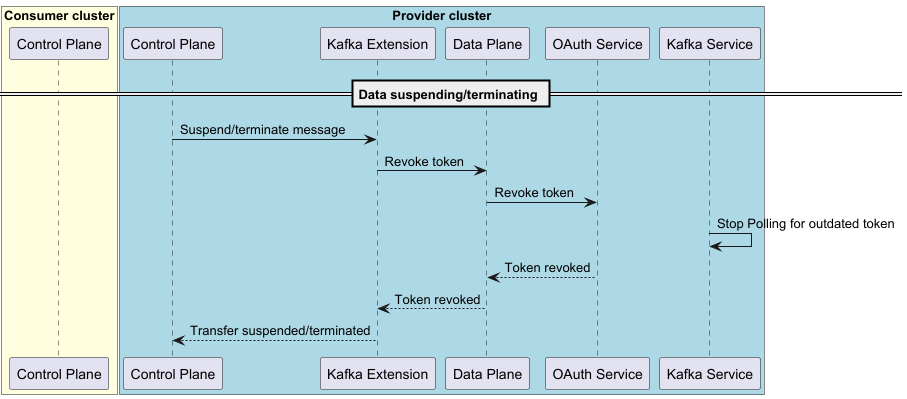 Consumer cluster
Provider cluster
Control Plane
Control Plane
Kafka Extension
Data Plane
OAuth Service
Kafka Service
Data suspending/terminating
Suspend/terminate message
Revoke token
Revoke token
Stop Polling for outdated token
Token revoked
Token revoked
Transfer suspended/terminated
Control Plane
Control Plane
Kafka Extension
Data Plane
OAuth Service
Kafka Service